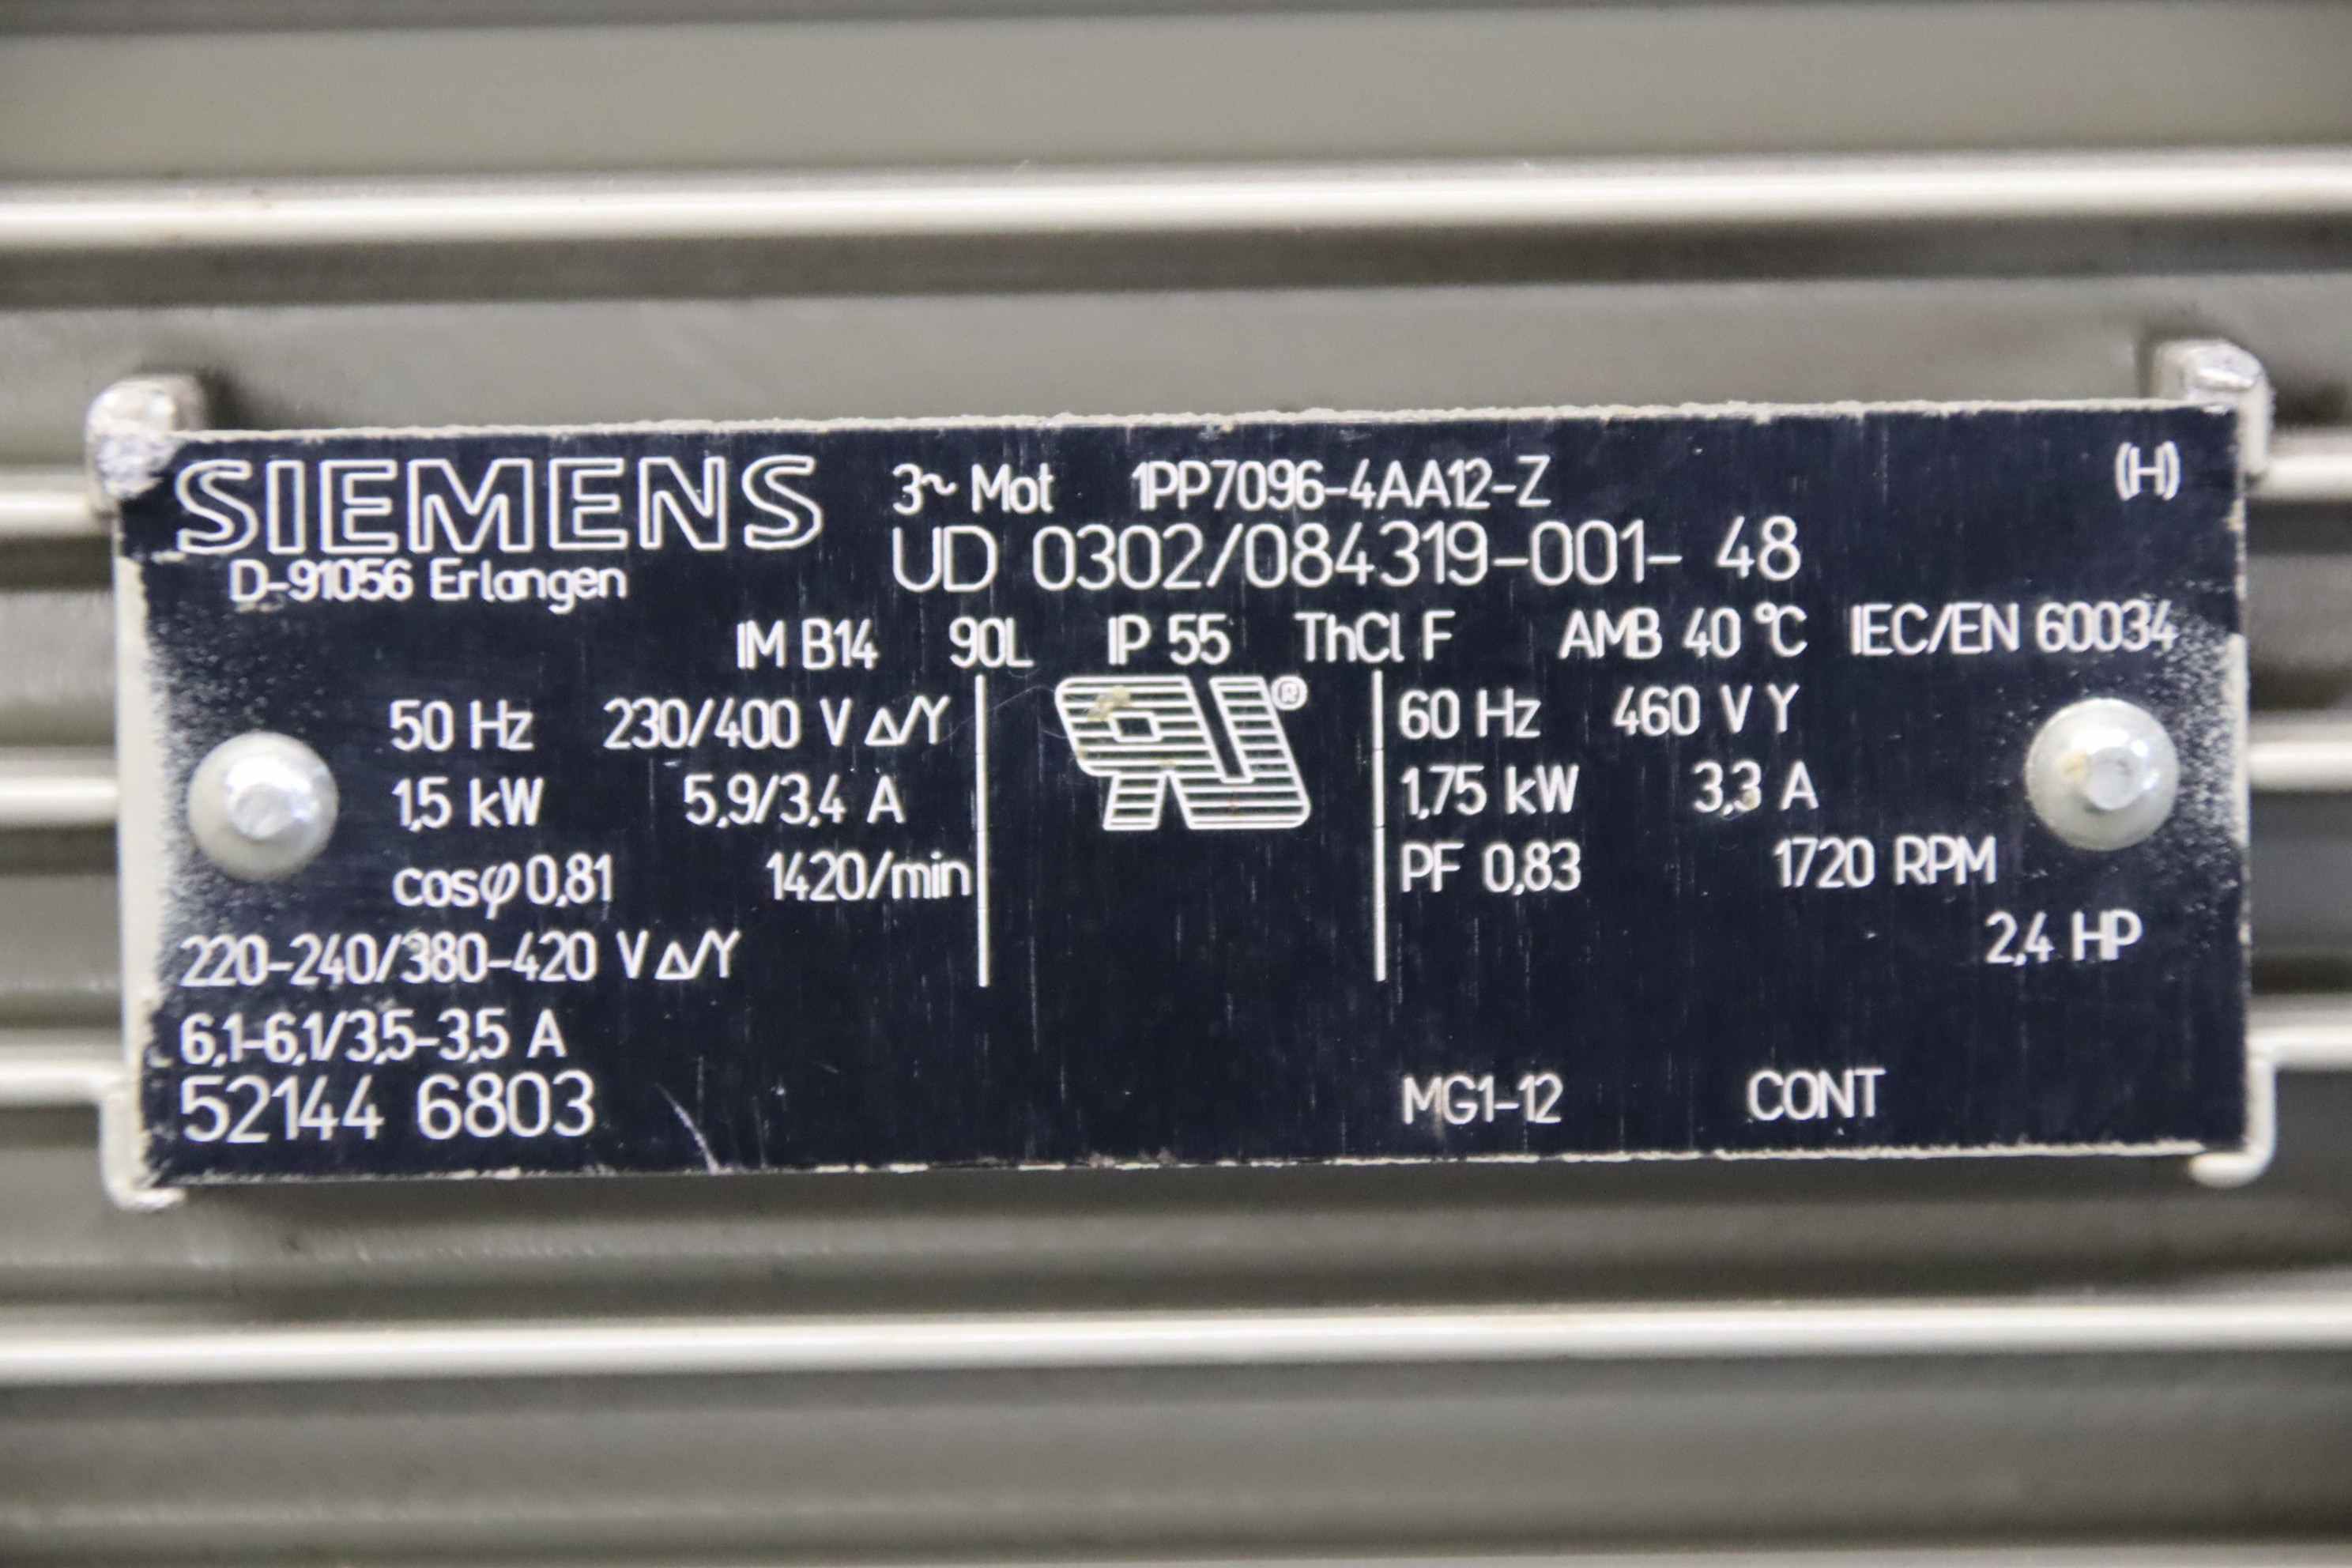 SIEMENS
D-91056 Erlangen
3~ Mot 1PP7096-4AA12-Z (H)
UD 0302/084319-001- 48
IM B14 90L IP 55 ThCl F AMB 40 °C IEC/EN 60034
50 Hz 230/400 V Δ/Y
1,5 kW 5,9/3,4 A
cosφ 0,81 1420/min
220-240/380-420 V Δ/Y
6,1-6,1/3,5-3,5 A
52144 6803
RU®
60 Hz 460 V Y
1,75 kW 3,3 A
PF 0,83 1720 RPM
2,4 HP
MG1-12 CONT